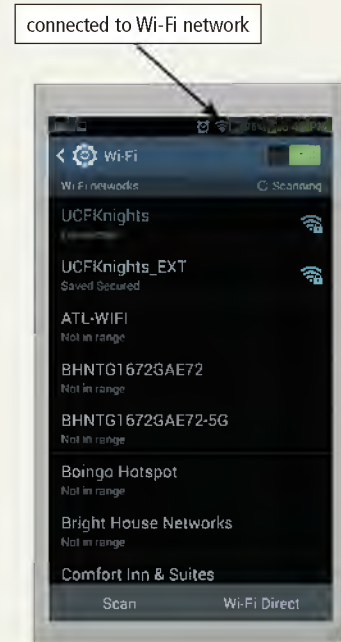 connected to Wi-Fi network
Wi-Fi
Wi-Fi networks Scanning
UCFKnights
UCFKnights_EXT
Saved Secured
ATL-WIFI
Not in range
BHNTG1672GAE72
Not in range
BHNTG1672GAE72-5G
Not in range
Boingo Hotspot
Not in range
Bright House Networks
Not in range
Comfort Inn & Suites
Scan Wi-Fi Direct